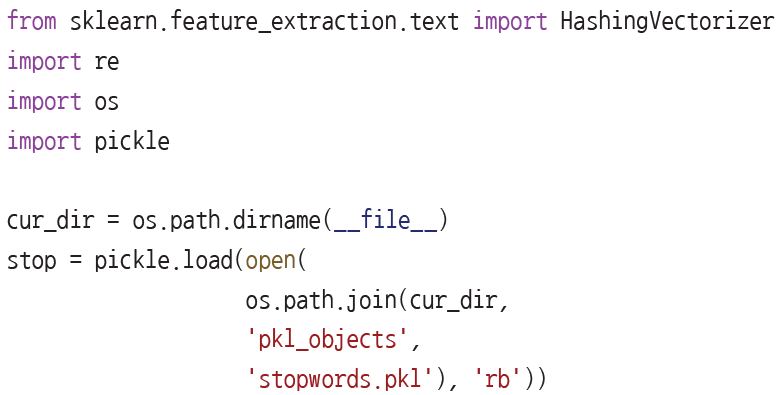 from sklearn.feature_extraction.text import HashingVectorizer
import re
import os
import pickle

cur_dir = os.path.dirname(__file__)
stop = pickle.load(open(
                   os.path.join(cur_dir,
                   'pkl_objects',
                   'stopwords.pkl'), 'rb'))